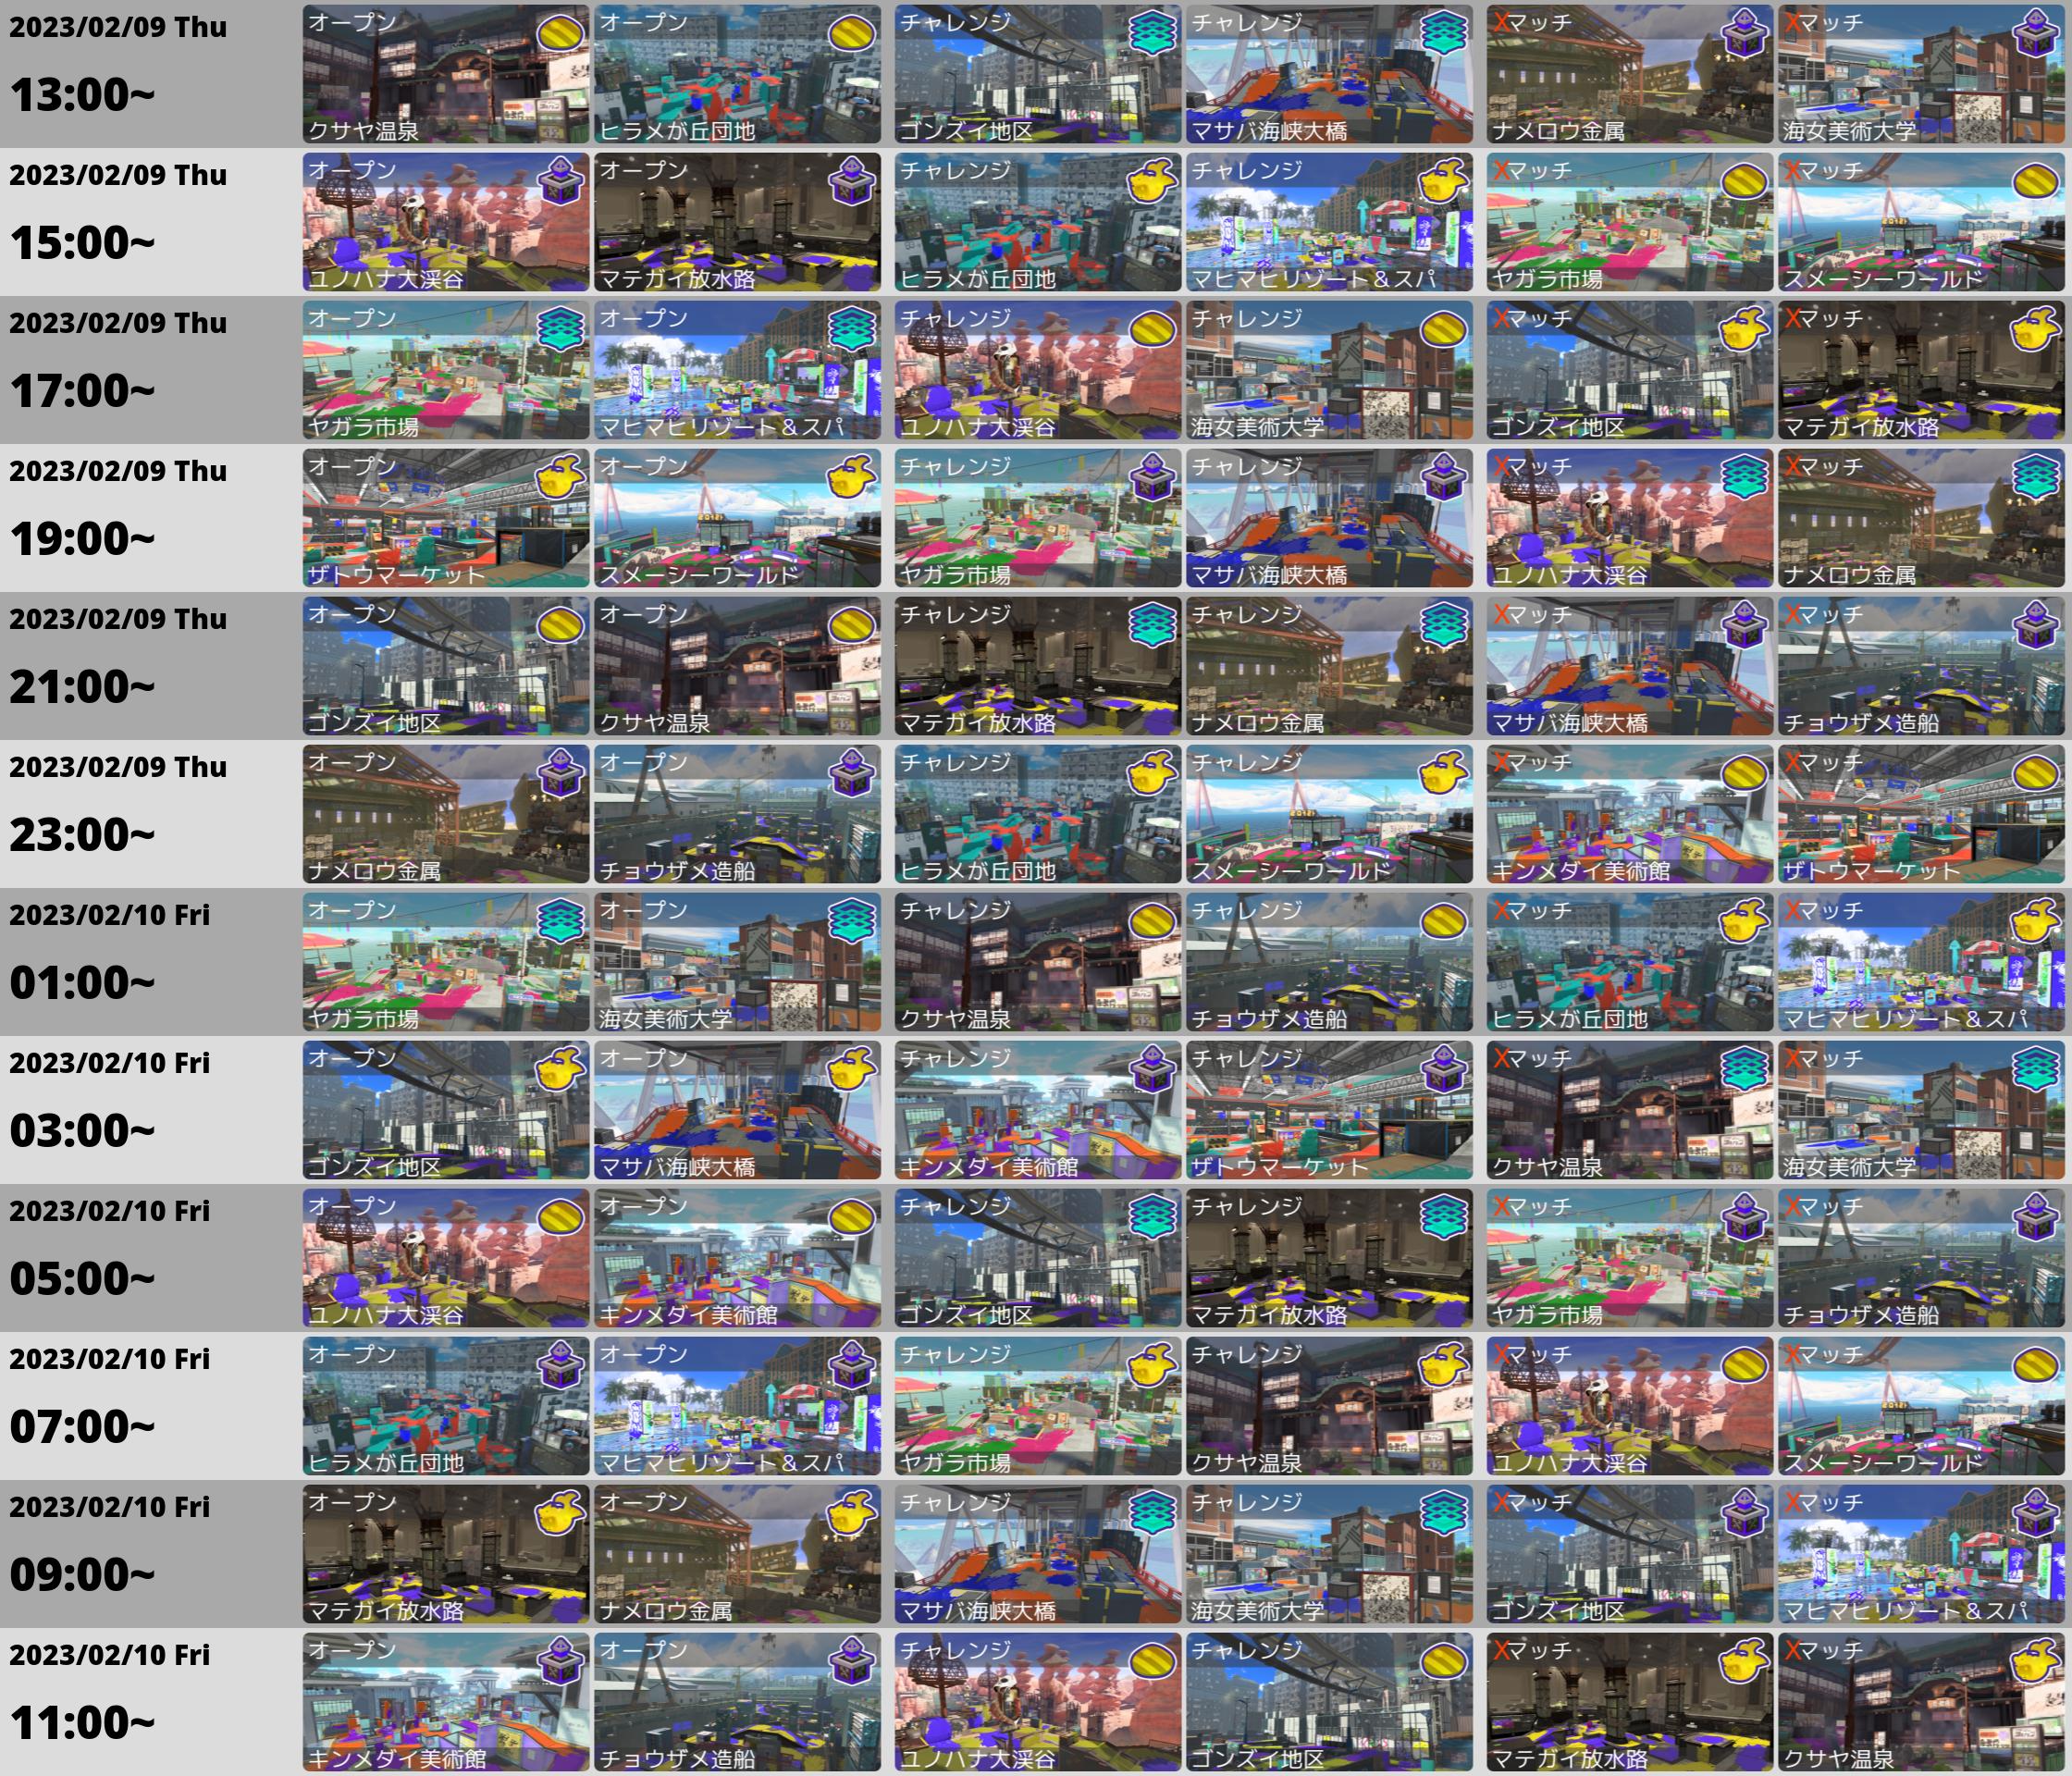 2023/02/09 Thu
13:00~
オープン
クサヤ温泉
オープン
ヒラメが丘団地
チャレンジ
ゴンズイ地区
チャレンジ
マサバ海峡大橋
Xマッチ
ナメロウ金属
Xマッチ
海女美術大学
2023/02/09 Thu
15:00~
オープン
ユノハナ大渓谷
オープン
マテガイ放水路
チャレンジ
ヒラメが丘団地
チャレンジ
マヒマヒリゾート&スパ
Xマッチ
ヤガラ市場
Xマッチ
スメーシーワールド
2023/02/09 Thu
17:00~
オープン
ヤガラ市場
オープン
マヒマヒリゾート&スパ
チャレンジ
ユノハナ大渓谷
チャレンジ
海女美術大学
Xマッチ
ゴンズイ地区
Xマッチ
マテガイ放水路
2023/02/09 Thu
19:00~
オープン
ザトウマーケット
オープン
スメーシーワールド
チャレンジ
ヤガラ市場
チャレンジ
マサバ海峡大橋
Xマッチ
ユノハナ大渓谷
Xマッチ
ナメロウ金属
2023/02/09 Thu
21:00~
オープン
ゴンズイ地区
オープン
クサヤ温泉
チャレンジ
マテガイ放水路
チャレンジ
ナメロウ金属
Xマッチ
マサバ海峡大橋
Xマッチ
チョウザメ造船
2023/02/09 Thu
23:00~
オープン
ナメロウ金属
オープン
チョウザメ造船
チャレンジ
ヒラメが丘団地
チャレンジ
スメーシーワールド
Xマッチ
キンメダイ美術館
Xマッチ
ザトウマーケット
2023/02/10 Fri
01:00~
オープン
ヤガラ市場
オープン
海女美術大学
チャレンジ
クサヤ温泉
チャレンジ
チョウザメ造船
Xマッチ
ヒラメが丘団地
Xマッチ
マヒマヒリゾート&スパ
2023/02/10 Fri
03:00~
オープン
ゴンズイ地区
オープン
マサバ海峡大橋
チャレンジ
キンメダイ美術館
チャレンジ
ザトウマーケット
Xマッチ
クサヤ温泉
Xマッチ
海女美術大学
2023/02/10 Fri
05:00~
オープン
ユノハナ大渓谷
オープン
キンメダイ美術館
チャレンジ
ゴンズイ地区
チャレンジ
マテガイ放水路
Xマッチ
ヤガラ市場
Xマッチ
チョウザメ造船
2023/02/10 Fri
07:00~
オープン
ヒラメが丘団地
オープン
マヒマヒリゾート&スパ
チャレンジ
ヤガラ市場
チャレンジ
クサヤ温泉
Xマッチ
ユノハナ大渓谷
Xマッチ
スメーシーワールド
2023/02/10 Fri
09:00~
オープン
マテガイ放水路
オープン
ナメロウ金属
チャレンジ
マサバ海峡大橋
チャレンジ
海女美術大学
Xマッチ
ゴンズイ地区
Xマッチ
マヒマヒリゾート&スパ
2023/02/10 Fri
11:00~
オープン
キンメダイ美術館
オープン
チョウザメ造船
チャレンジ
ユノハナ大渓谷
チャレンジ
ゴンズイ地区
Xマッチ
マテガイ放水路
Xマッチ
クサヤ温泉